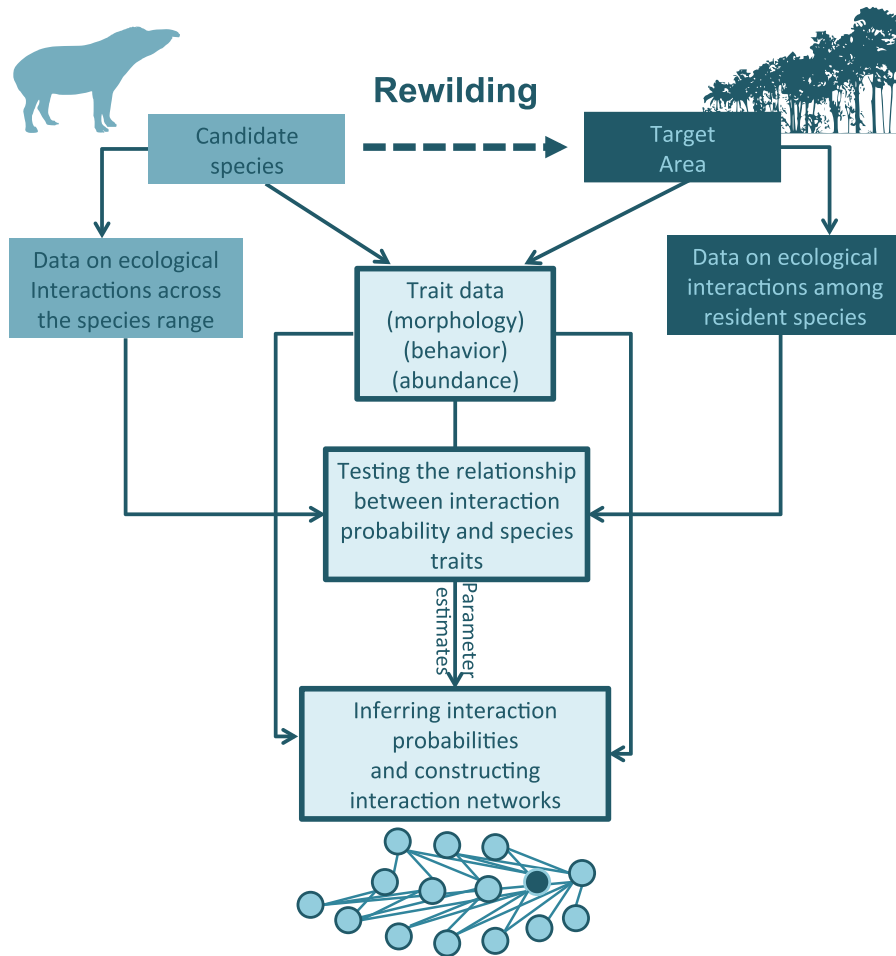 Rewilding
Candidate
species
Target
Area
Data on ecological
Interactions across
the species range
Trait data
(morphology)
(behavior)
(abundance)
Data on ecological
interactions among
resident species
Testing the relationship
between interaction
probability and species
traits
Parameter
estimates
Inferring interaction
probabilities
and constructing
interaction networks